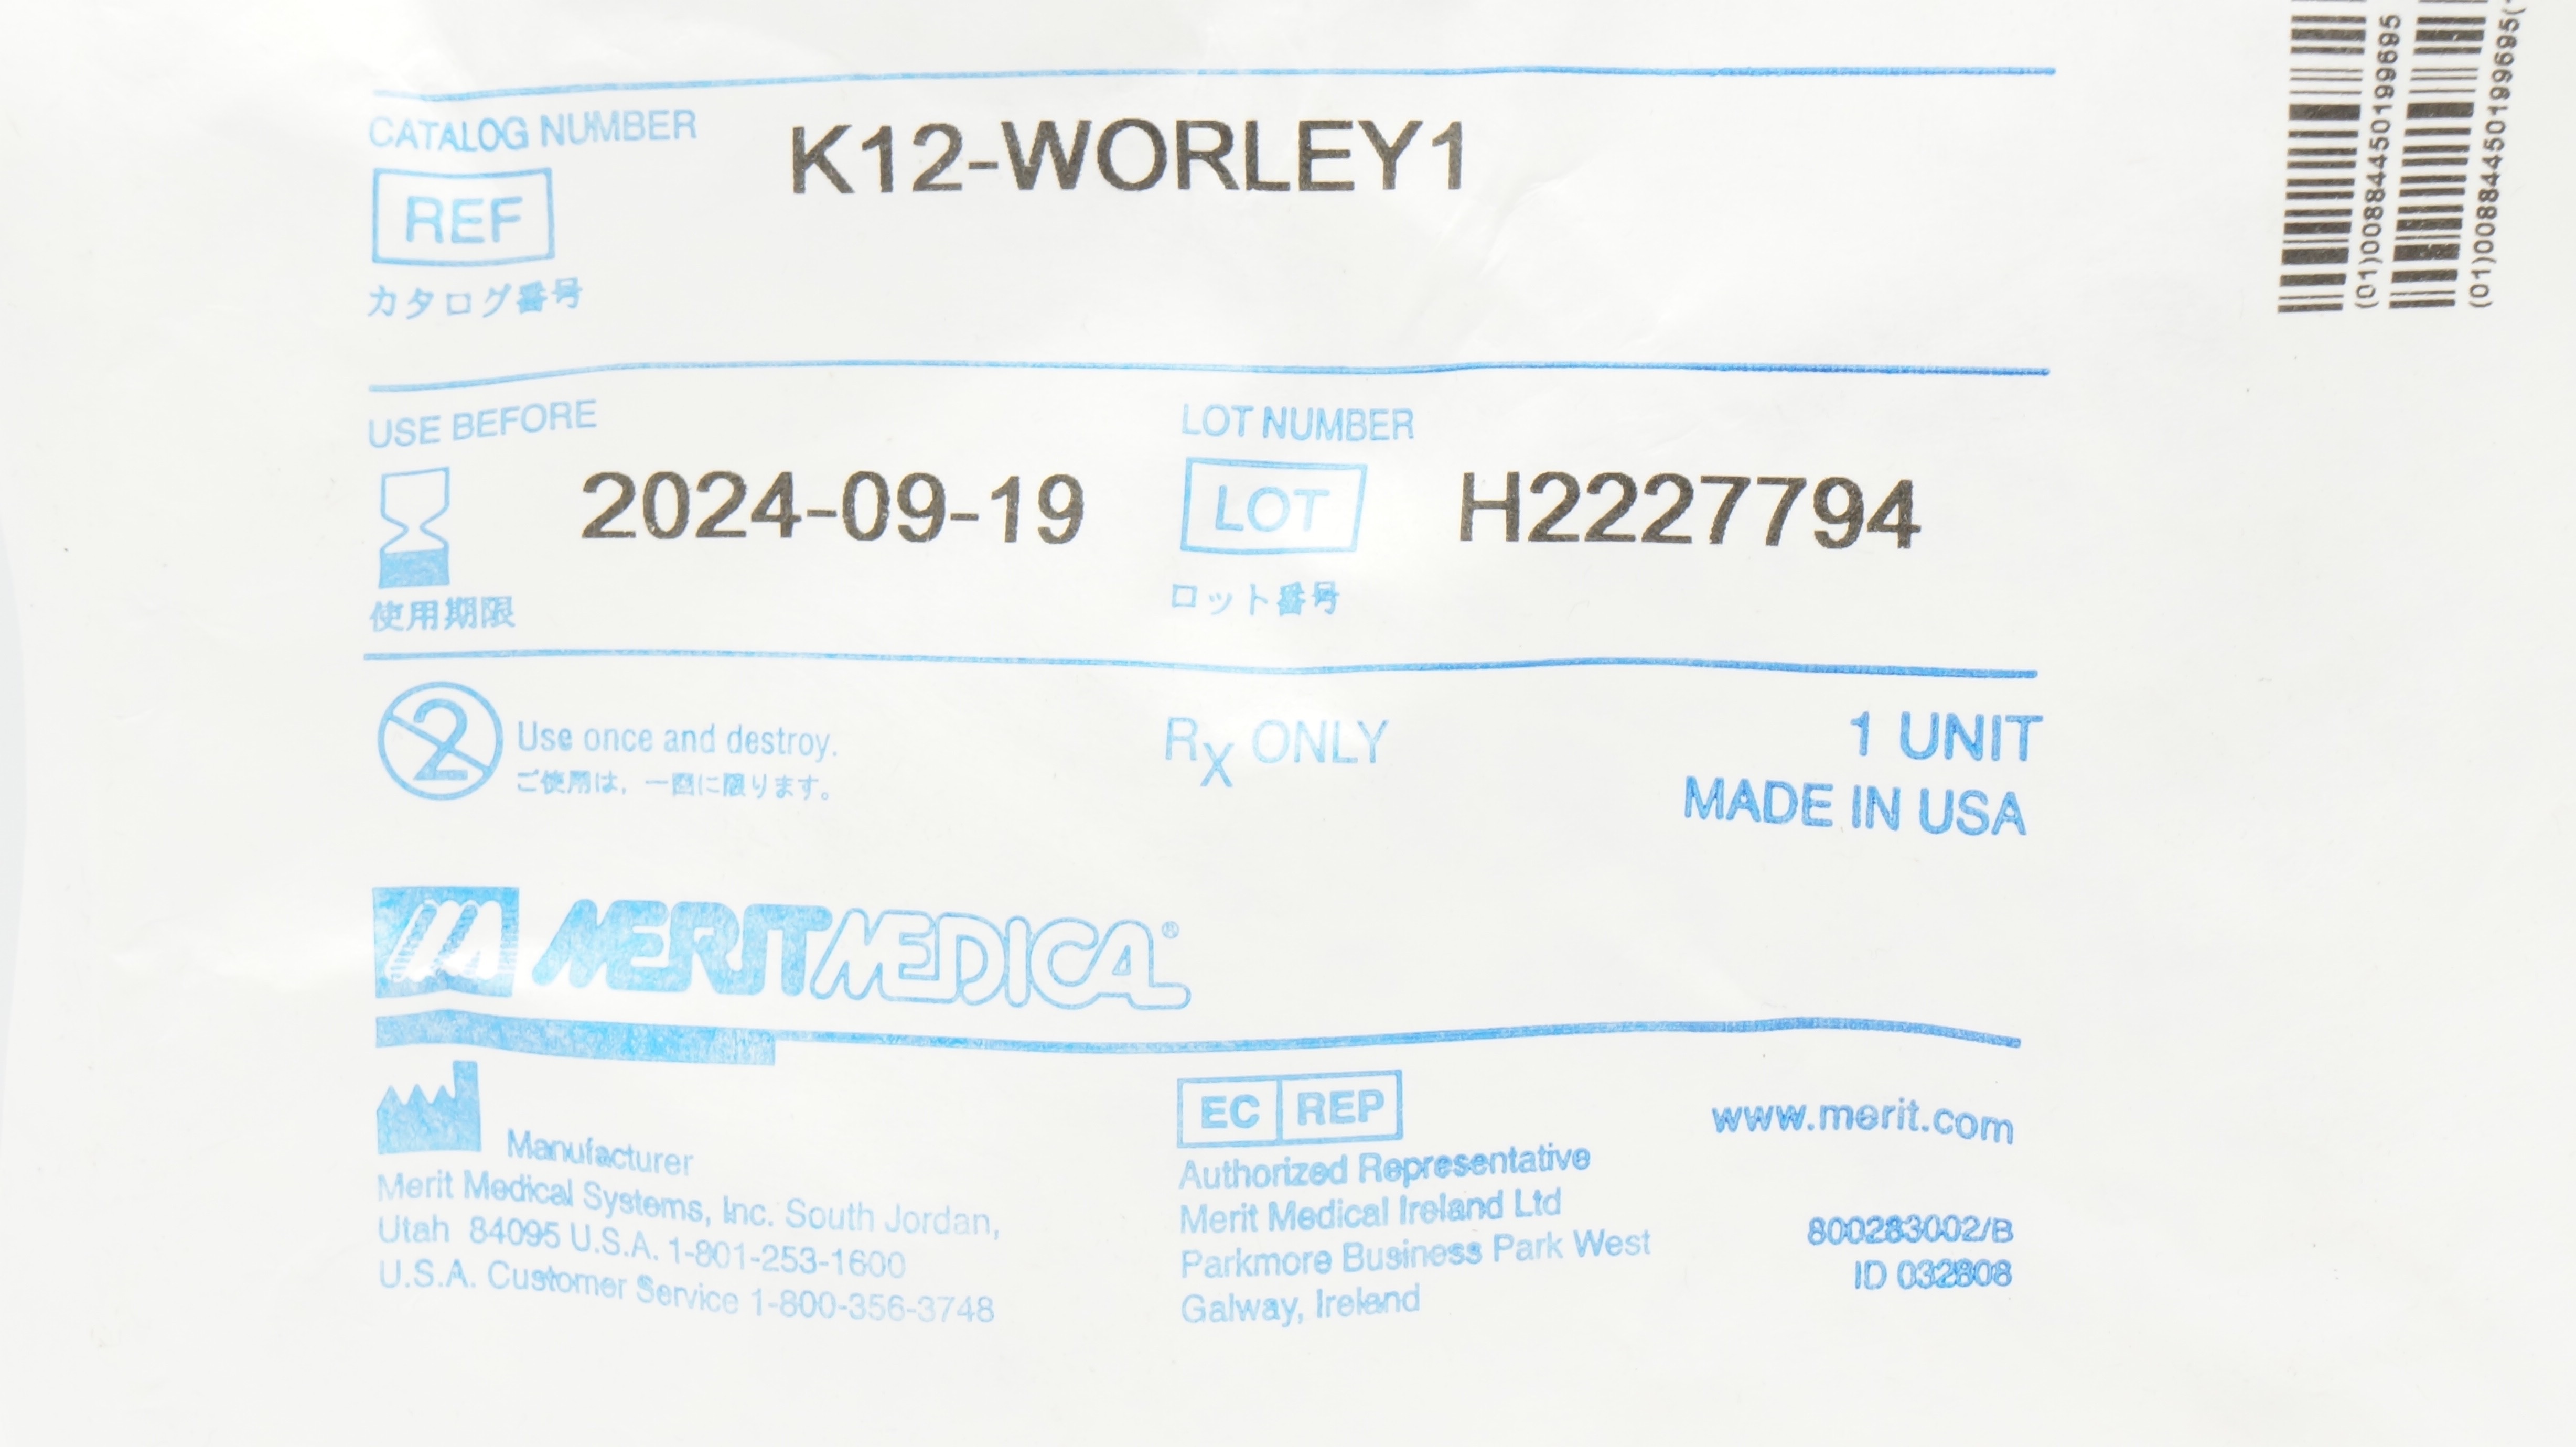 CATALOG NUMBER
K12-WORLEY1
REF
カタログ番号
USE BEFORE
2024-09-19
使用期限
LOT NUMBER
LOT
H2227794
ロット番号
2
Use once and destroy.
ご使用は、一回に限ります。
Rx ONLY
1 UNIT
MADE IN USA
MERITMEDICAL®
Manufacturer
Merit Medical Systems, Inc. South Jordan,
Utah 84095 U.S.A. 1-801-253-1600
U.S.A. Customer Service 1-800-356-3748
EC REP
Authorized Representative
Merit Medical Ireland Ltd
Parkmore Business Park West
Galway, Ireland
www.merit.com
800283002/B
ID 032808
(01)00884450199695
(01)00884450199695(